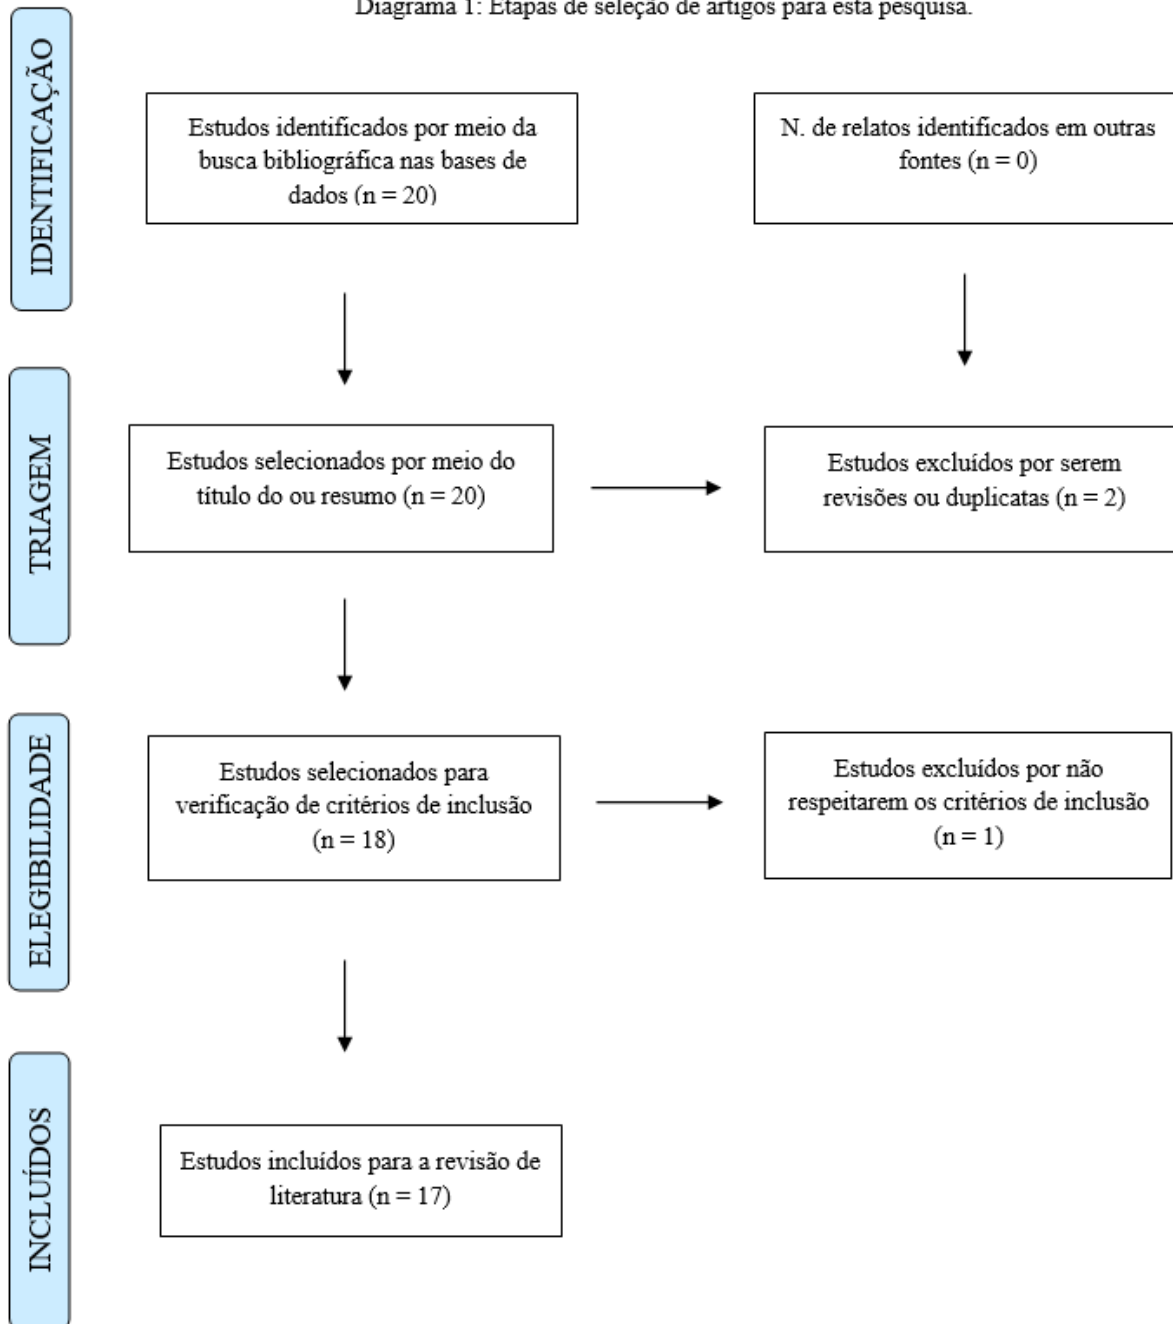 Diagrama 1: Etapas de seleção de artigos para esta pesquisa.
IDENTIFICAÇÃO
Estudos identificados por meio da
busca bibliográfica nas bases de
dados (n = 20)
N. de relatos identificados em outras
fontes (n = 0)
TRIAGEM
Estudos selecionados por meio do
título do ou resumo (n = 20)
Estudos excluídos por serem
revisões ou duplicatas (n = 2)
ELEGIBILIDADE
Estudos selecionados para
verificação de critérios de inclusão
(n = 18)
Estudos excluídos por não
respeitarem os critérios de inclusão
(n = 1)
INCLUÍDOS
Estudos incluídos para a revisão de
literatura (n = 17)